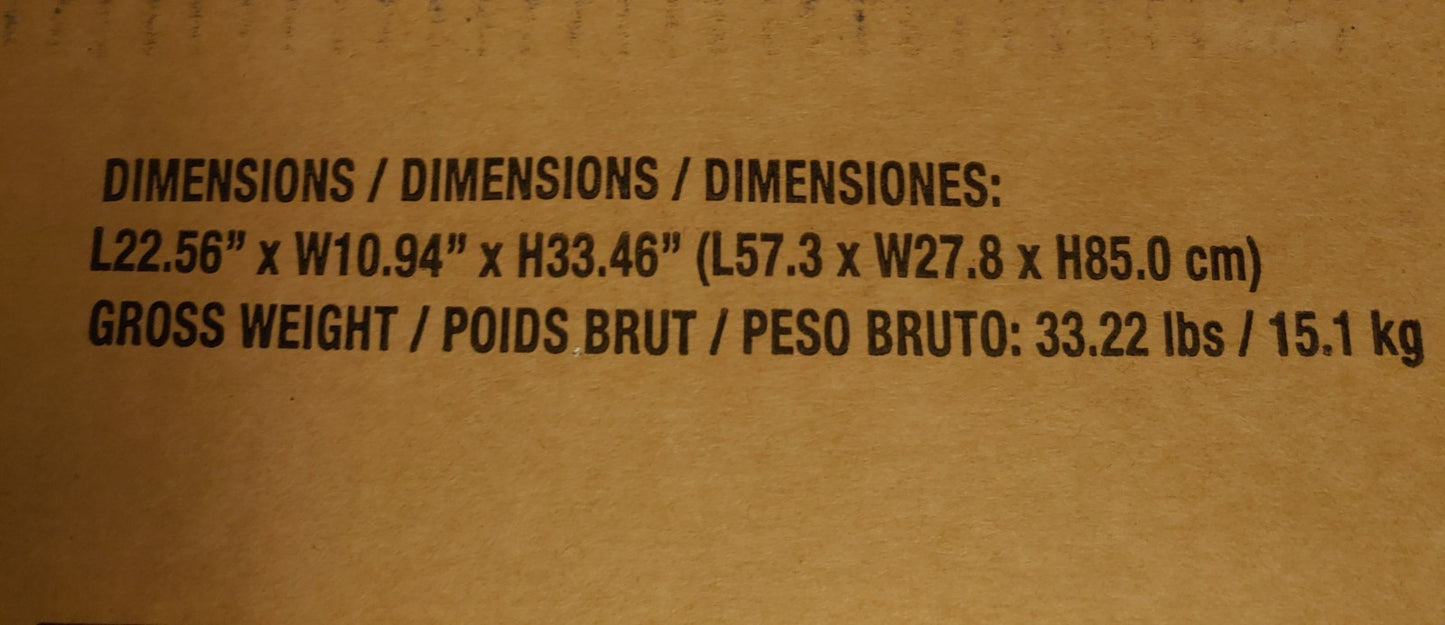 DIMENSIONS / DIMENSIONS / DIMENSIONES:
L22.56” x W10.94” x H33.46” (L57.3 x W27.8 x H85.0 cm)
GROSS WEIGHT / POIDS BRUT / PESO BRUTO: 33.22 lbs / 15.1 kg